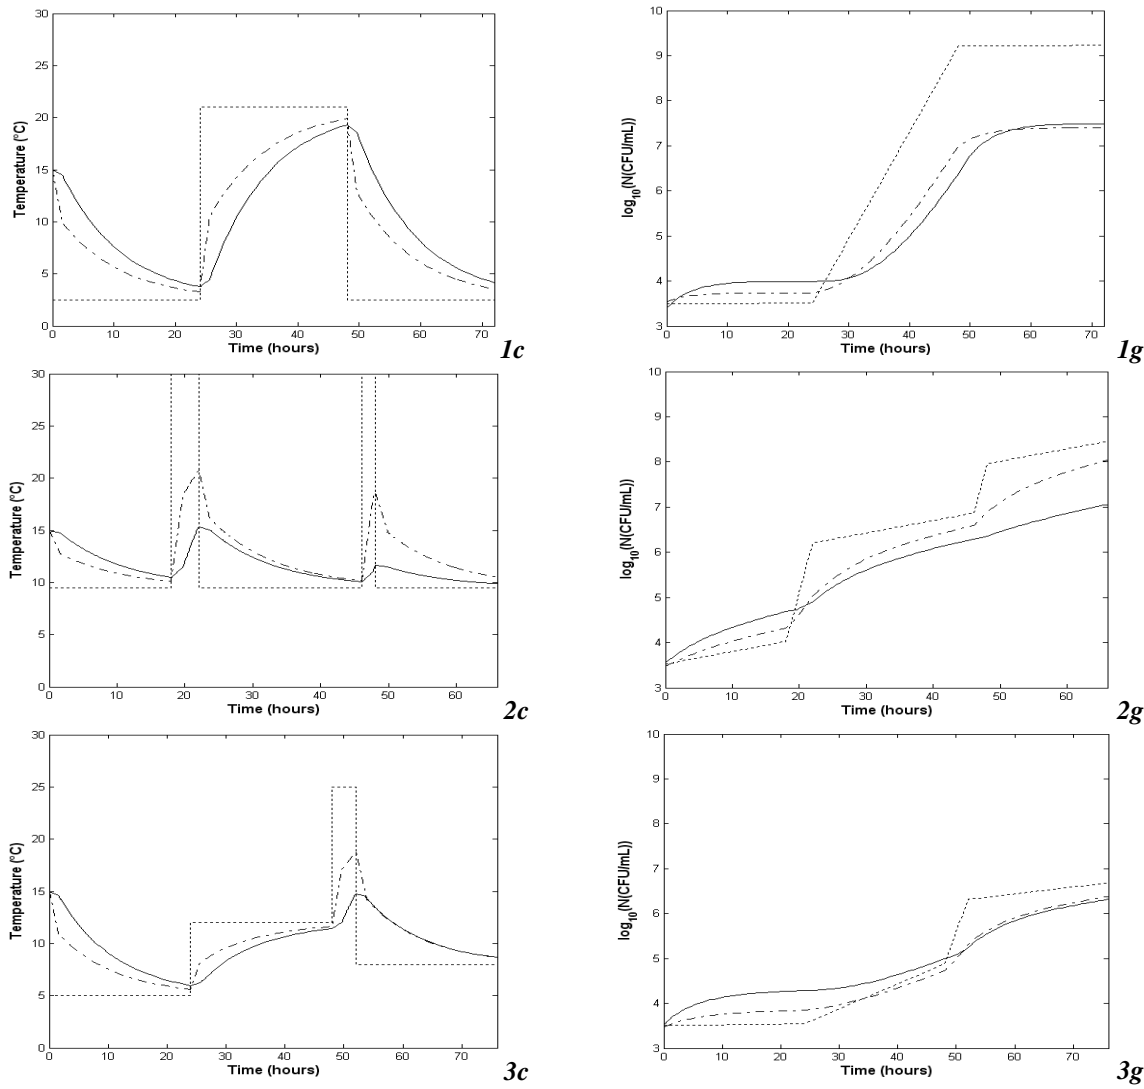 30
25
20
15
10
5
0
Temperature (°C)
0 10 20 30 40 50 60 70
Time (hours)
1c
10
9
8
7
6
5
4
3
log10(N(CFU/mL))
0 10 20 30 40 50 60 70
Time (hours)
1g
30
25
20
15
10
5
0
Temperature (°C)
0 10 20 30 40 50 60
Time (hours)
2c
10
9
8
7
6
5
4
3
log10(N(CFU/mL))
0 10 20 30 40 50 60
Time (hours)
2g
30
25
20
15
10
5
0
Temperature (°C)
0 10 20 30 40 50 60 70
Time (hours)
3c
10
9
8
7
6
5
4
3
log10(N(CFU/mL))
0 10 20 30 40 50 60 70
Time (hours)
3g